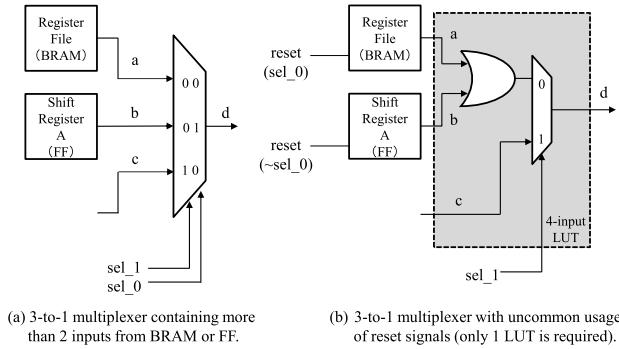 Register
File
(BRAM)
a
0 0
Shift
Register
A
(FF)
b
0 1
d
c
1 0
sel_1
sel_0
(a) 3-to-1 multiplexer containing more
than 2 inputs from BRAM or FF.
reset
(sel_0)
Register
File
(BRAM)
a
0
d
reset
(~sel_0)
Shift
Register
A
(FF)
b
1
c
4-input
LUT
sel_1
(b) 3-to-1 multiplexer with uncommon usage
of reset signals (only 1 LUT is required).